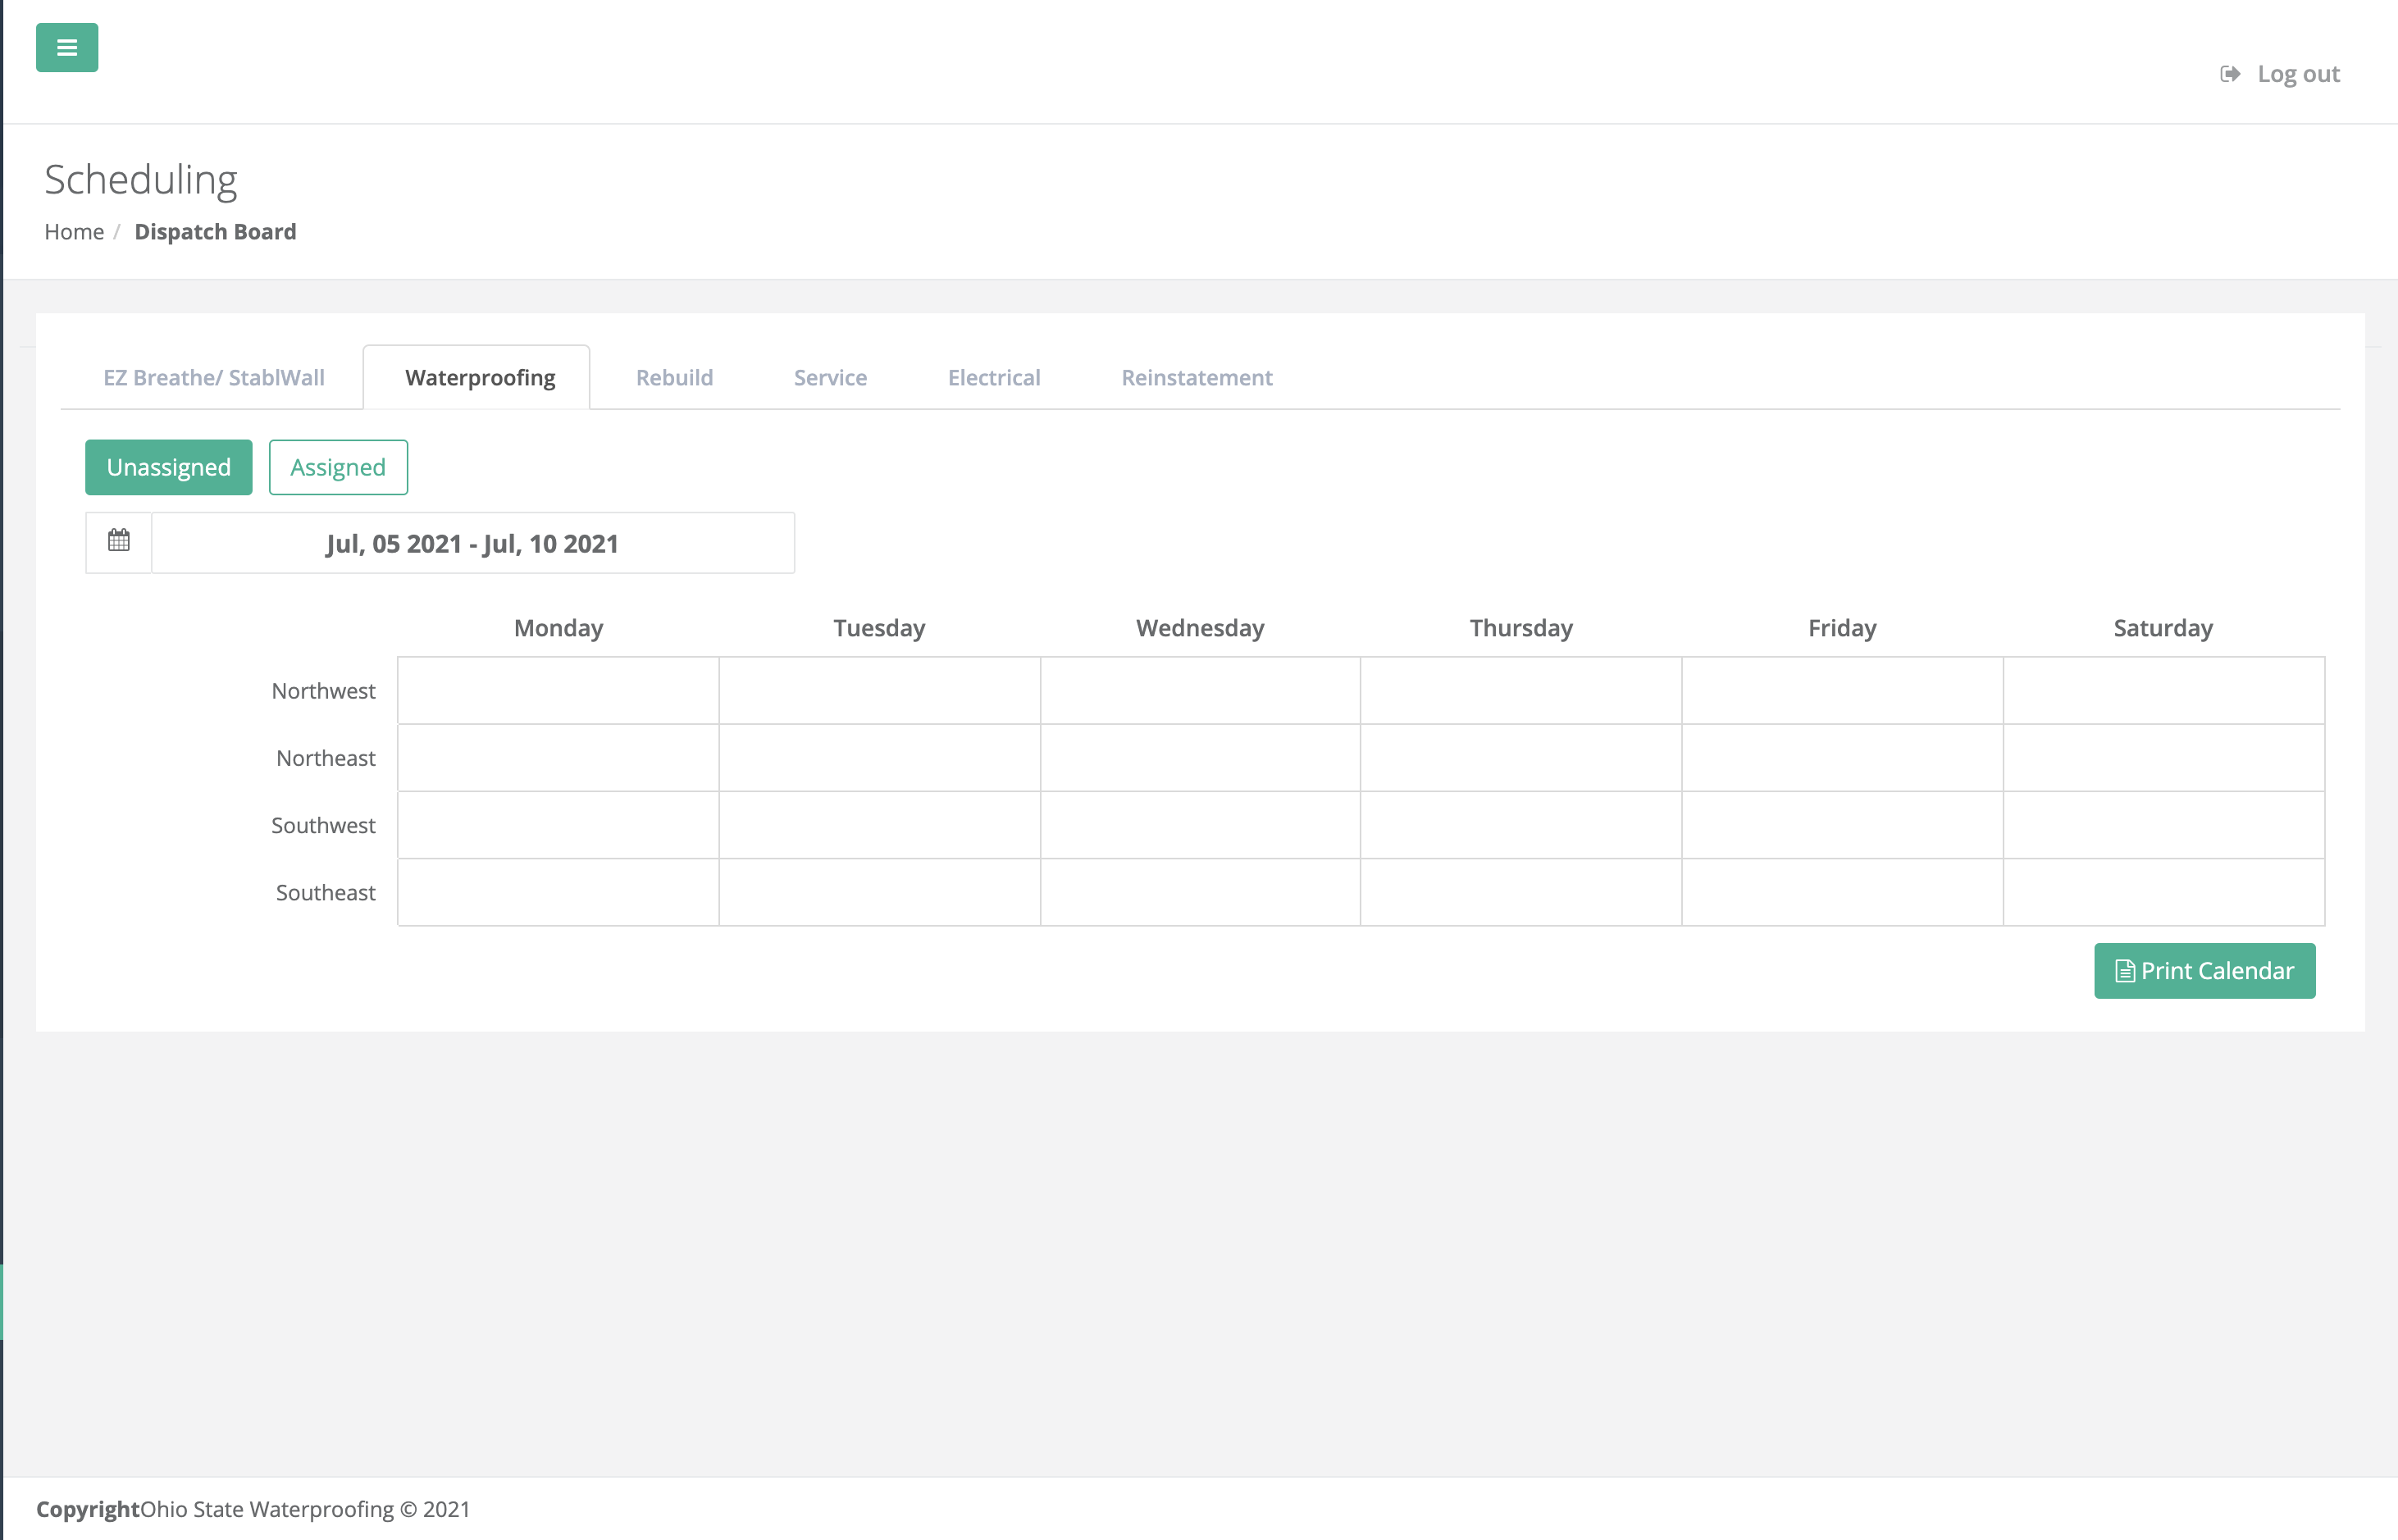 Log out
Scheduling
Home / Dispatch Board
EZ Breathe/ StablWall Waterproofing Rebuild Service Electrical Reinstatement
Unassigned Assigned
Jul, 05 2021 - Jul, 10 2021
Monday Tuesday Wednesday Thursday Friday Saturday
Northwest
Northeast
Southwest
Southeast
Print Calendar
CopyrightOhio State Waterproofing © 2021